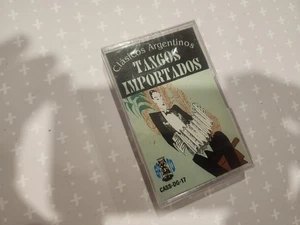 Clásicos Argentinos
TANGOS
IMPORTADOS
CASS-DG-17